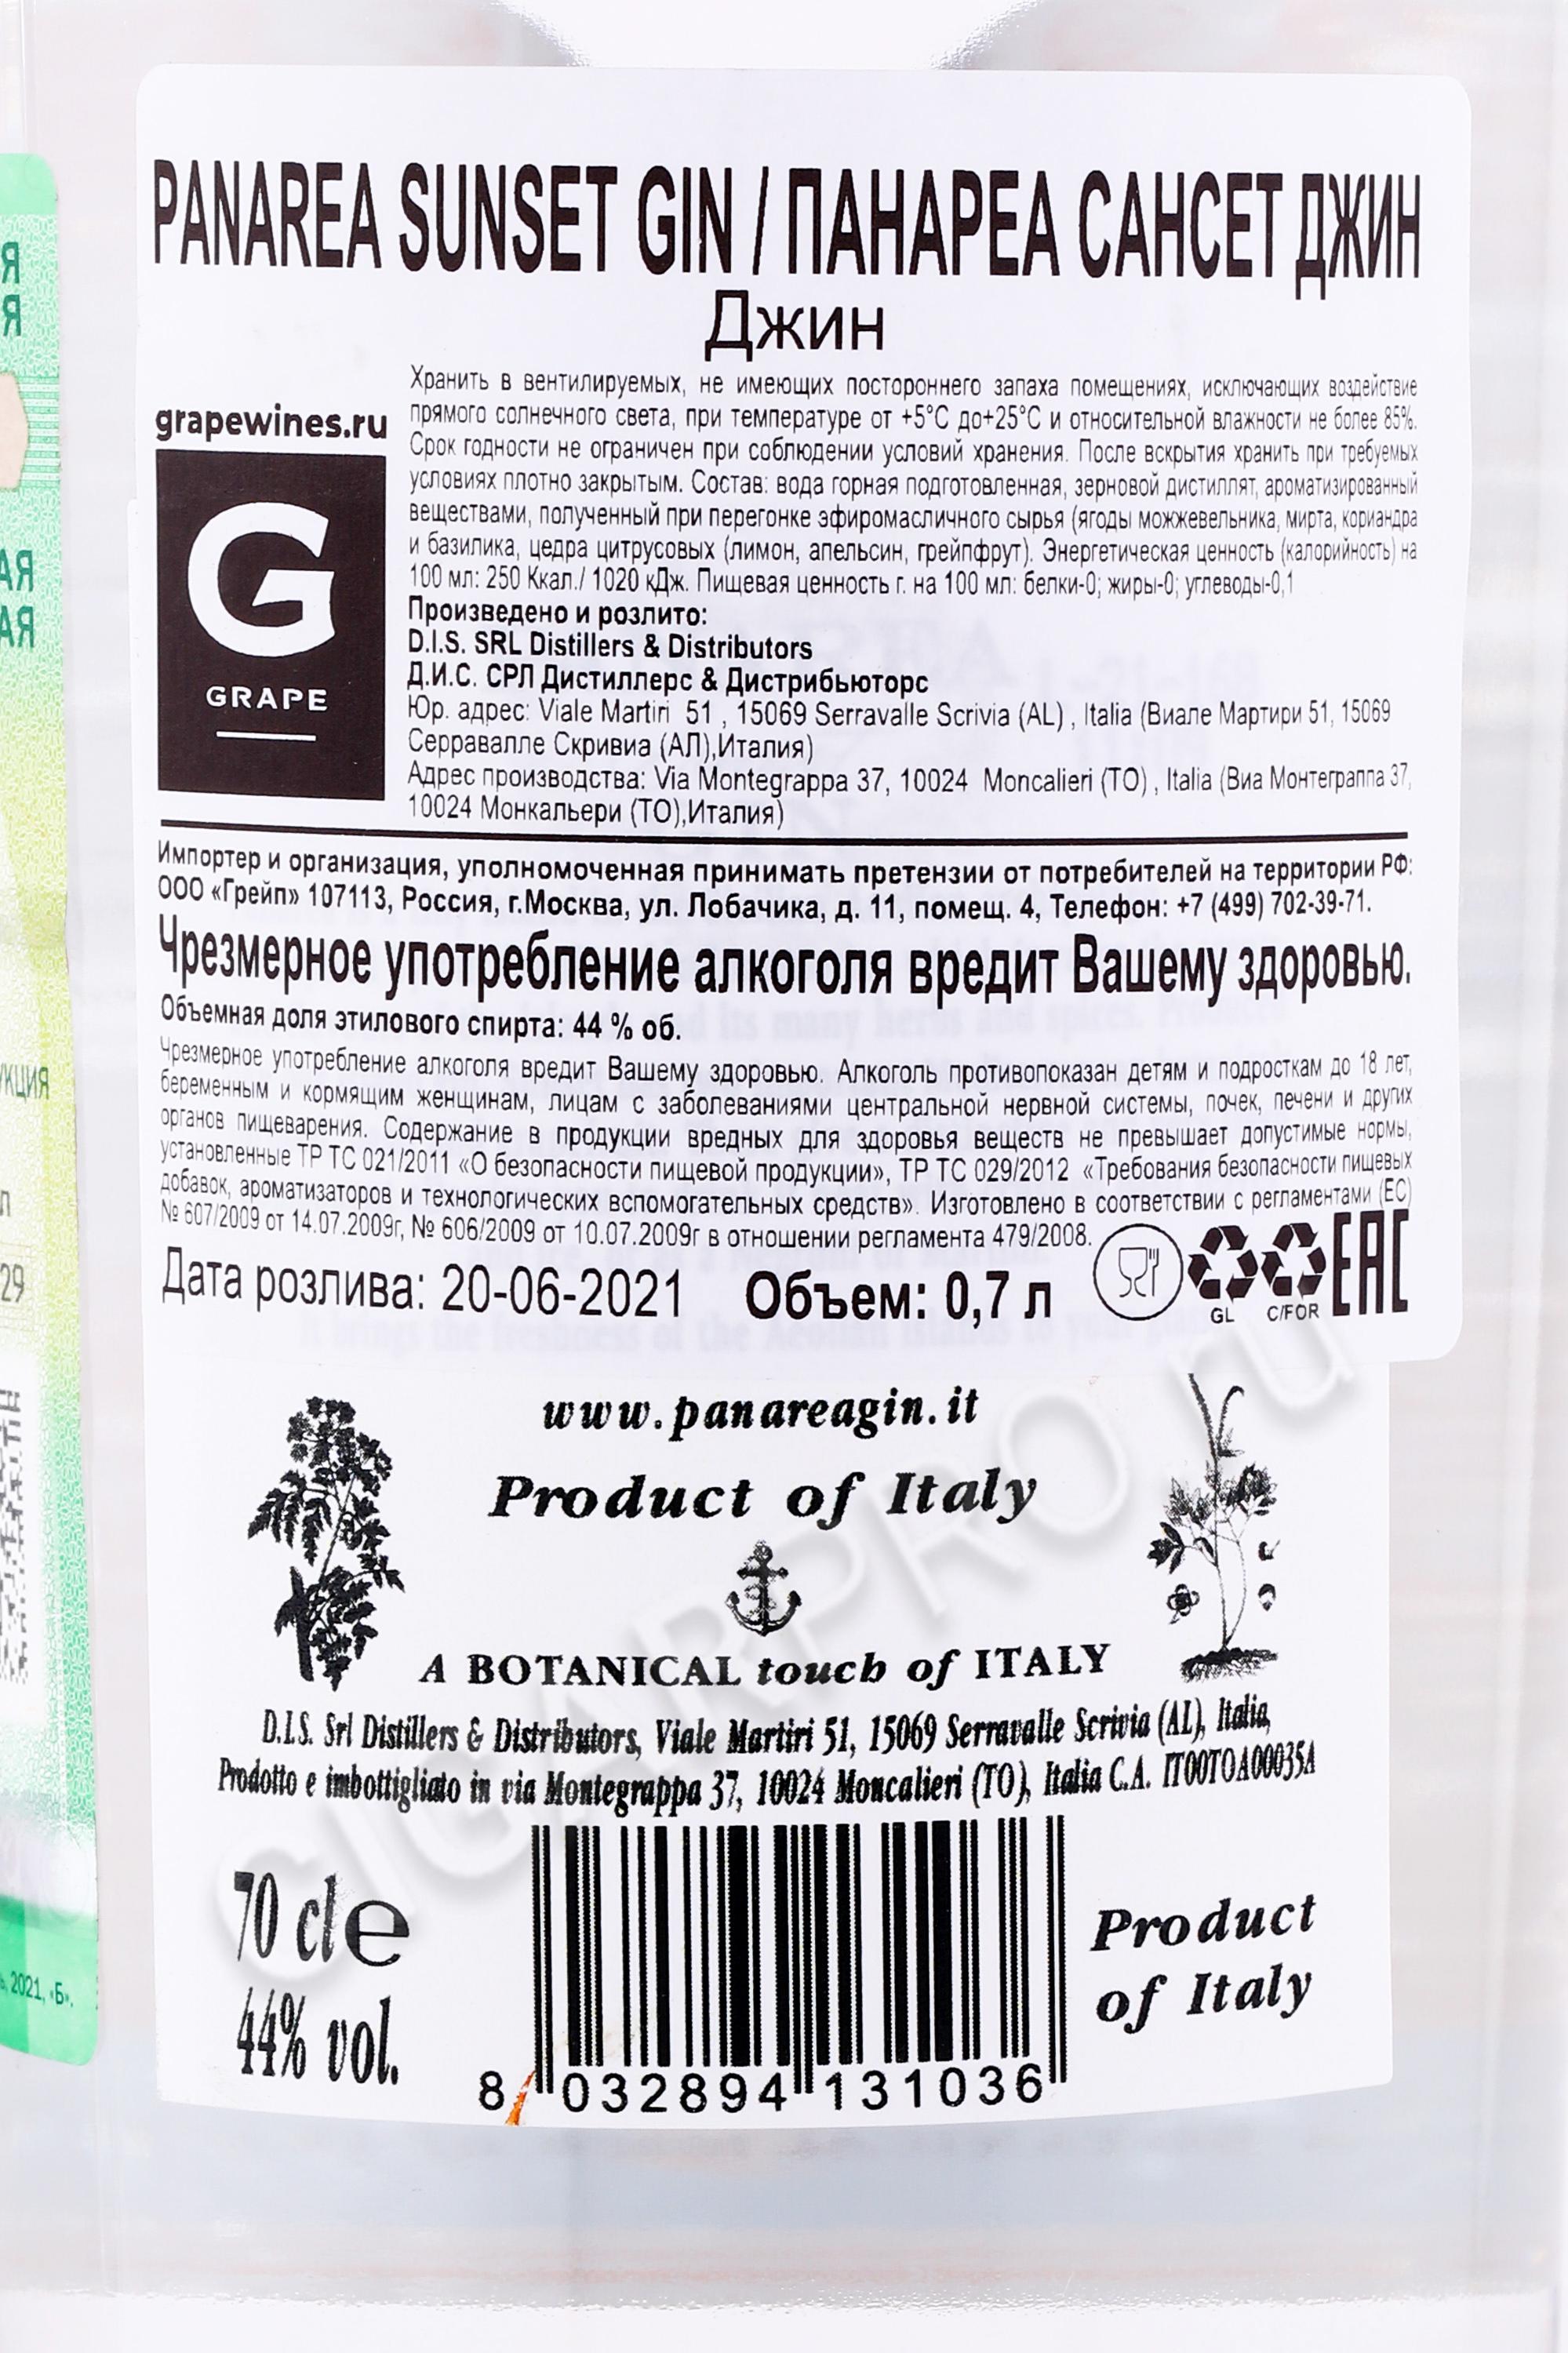 PANAREA SUNSET GIN / ПАНАРЕА САНСЕТ ДЖИН
Джин
grapewines.ru
G
GRAPE
Хранить в вентилируемых, не имеющих постороннего запаха помещениях, исключающих воздействие
прямого солнечного света, при температуре от +5°C до+25°C и относительной влажности не более 85%.
Срок годности не ограничен при соблюдении условий хранения. После вскрытия хранить при требуемых
условиях плотно закрытым. Состав: вода горная подготовленная, зерновой дистиллят, ароматизированный
веществами, полученный при перегонке эфиромасличного сырья (ягоды можжевельника, мирта, кориандра
и базилика, цедра цитрусовых (лимон, апельсин, грейпфрут). Энергетическая ценность (калорийность) на
100 мл: 250 Ккал./ 1020 кДж. Пищевая ценность г. на 100 мл: белки-0; жиры-0; углеводы-0,1
Произведено и розлито:
D.I.S. SRL Distillers & Distributors
Д.И.С. СРЛ Дистиллерс & Дистрибьюторс
Юр. адрес: Viale Martiri 51 , 15069 Serravalle Scrivia (AL) , Italia (Виале Мартири 51, 15069
Серравалле Скривиа (АЛ),Италия)
Адрес производства: Via Montegrappa 37, 10024 Moncalieri (TO) , Italia (Виа Монтеграппа 37,
10024 Монкальери (ТО),Италия)
Импортер и организация, уполномоченная принимать претензии от потребителей на территории РФ:
ООО «Грейп» 107113, Россия, г.Москва, ул. Лобачика, д. 11, помещ. 4, Телефон: +7 (499) 702-39-71.
Чрезмерное употребление алкоголя вредит Вашему здоровью.
Объемная доля этилового спирта: 44 % об.
Чрезмерное употребление алкоголя вредит Вашему здоровью. Алкоголь противопоказан детям и подросткам до 18 лет,
беременным и кормящим женщинам, лицам с заболеваниями центральной нервной системы, почек, печени и других
органов пищеварения. Содержание в продукции вредных для здоровья веществ не превышает допустимые нормы,
установленные ТР ТС 021/2011 «О безопасности пищевой продукции», ТР ТС 029/2012 «Требования безопасности пищевых
добавок, ароматизаторов и технологических вспомогательных средств». Изготовлено в соответствии с регламентами (ЕС)
№ 607/2009 от 14.07.2009г, № 606/2009 от 10.07.2009г в отношении регламента 479/2008.
Дата розлива: 20-06-2021 Объем: 0,7 л
GL C/FOR EAC
www.panareagin.it
Product of Italy
A BOTANICAL touch of ITALY
D.I.S. Srl Distillers & Distributors, Viale Martiri 51, 15069 Serravalle Scrivia (AL), Italia,
Prodotto e imbottigliato in via Montegrappa 37, 10024 Moncalieri (TO), Italia C.A. IT00TOA00035A
70 cl e
44% vol.
8 032894 131036
Product
of Italy
CIGARPRO.ru
29
2021, «Б».